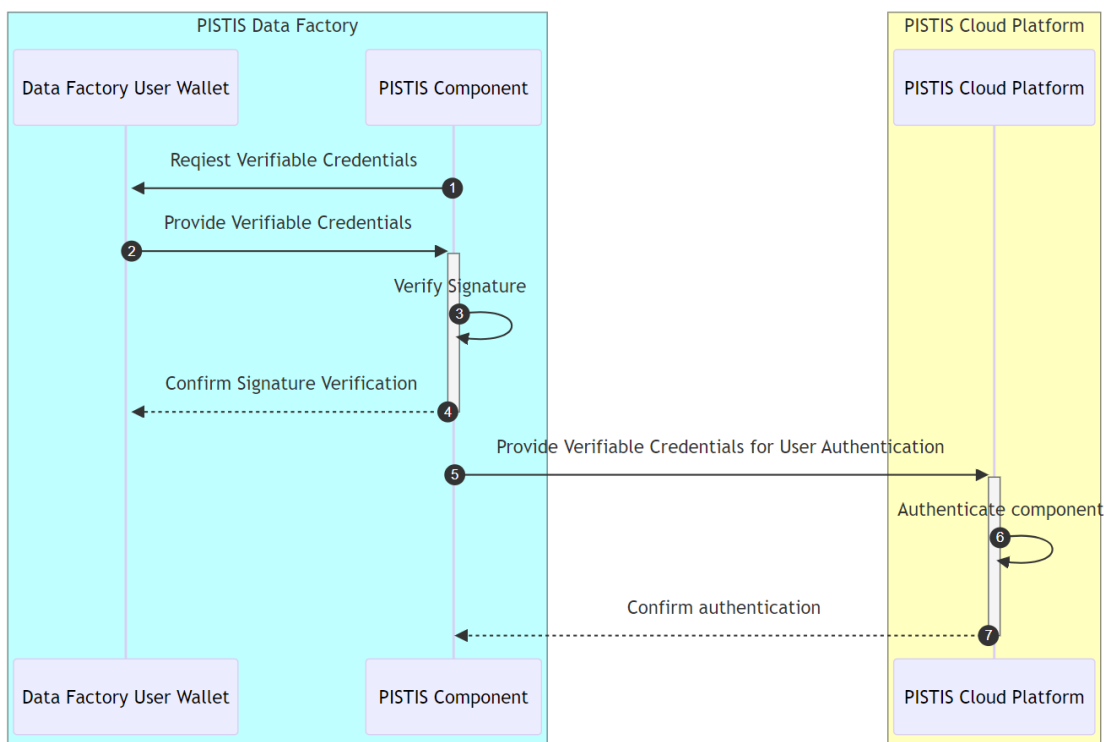 PISTIS Data Factory
PISTIS Cloud Platform
Data Factory User Wallet
PISTIS Component
PISTIS Cloud Platform
Reqiest Verifiable Credentials
1
Provide Verifiable Credentials
2
Verify Signature
3
Confirm Signature Verification
4
Provide Verifiable Credentials for User Authentication
5
Authenticate component
6
Confirm authentication
7
Data Factory User Wallet
PISTIS Component
PISTIS Cloud Platform